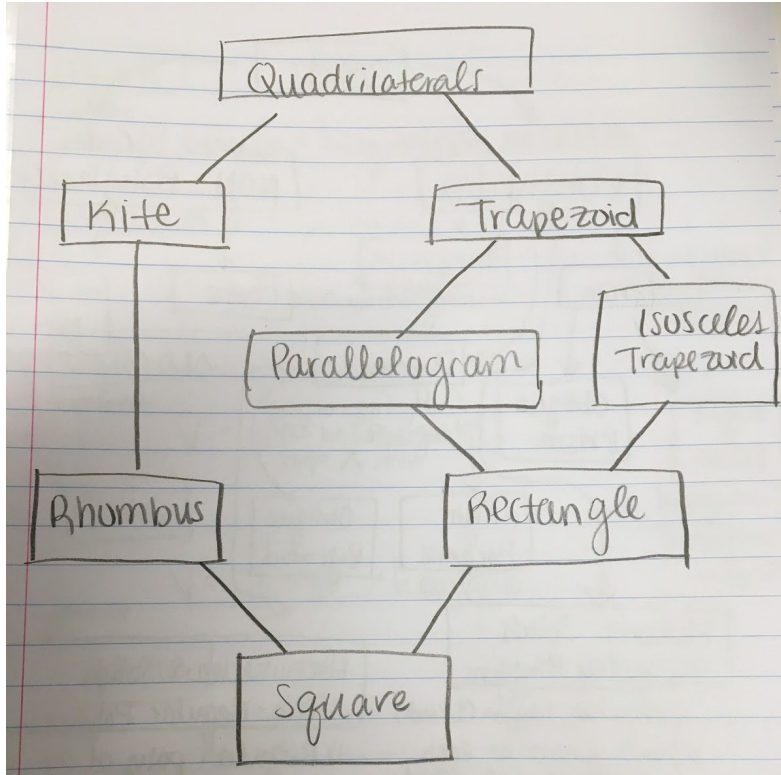 Quadrilaterals
Kite
Trapezoid
Isosceles
Trapezoid
Parallelogram
Rhombus
Rectangle
Square